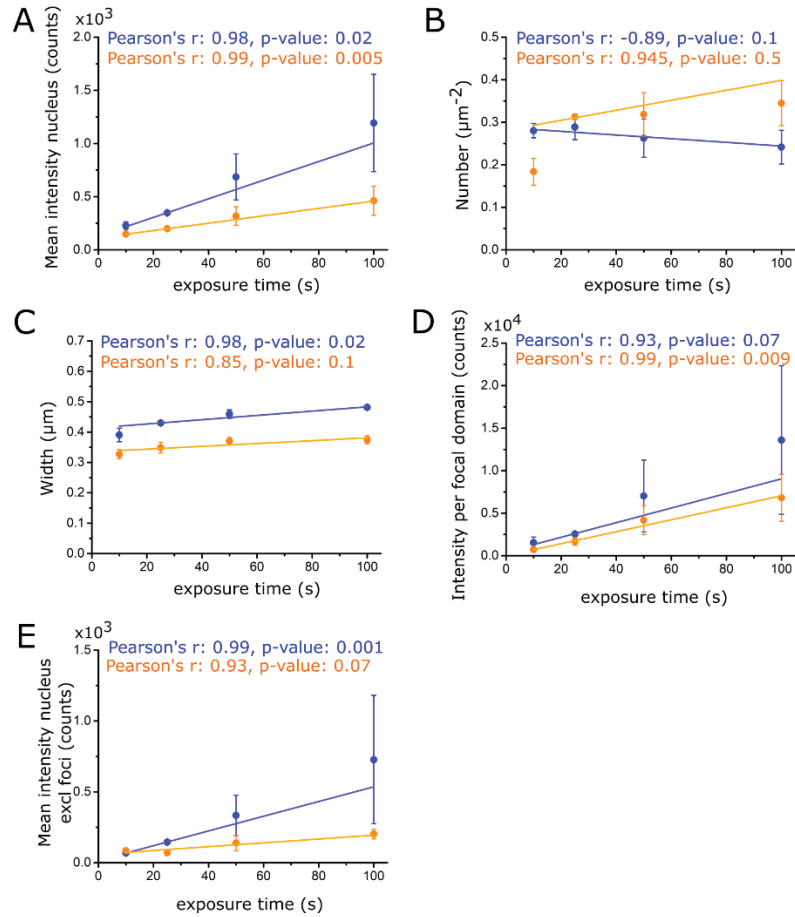 A
x10³
Pearson's r: 0.98, p-value: 0.02
Pearson's r: 0.99, p-value: 0.005
Mean intensity nucleus (counts)
2.0
1.5
1.0
0.5
0.0
0 20 40 60 80 100
exposure time (s)
B
Pearson's r: -0.89, p-value: 0.1
Pearson's r: 0.945, p-value: 0.5
Number (µm⁻²)
0.5
0.4
0.3
0.2
0.1
0.0
0 20 40 60 80 100
exposure time (s)
C
Pearson's r: 0.98, p-value: 0.02
Pearson's r: 0.85, p-value: 0.1
Width (µm)
0.7
0.6
0.5
0.4
0.3
0.2
0.1
0.0
0 20 40 60 80 100
exposure time (s)
D
x10⁴
Pearson's r: 0.93, p-value: 0.07
Pearson's r: 0.99, p-value: 0.009
Intensity per focal domain (counts)
2.5
2.0
1.5
1.0
0.5
0.0
0 20 40 60 80 100
exposure time (s)
E
x10³
Pearson's r: 0.99, p-value: 0.001
Pearson's r: 0.93, p-value: 0.07
Mean intensity nucleus
excl foci (counts)
1.5
1.0
0.5
0.0
0 20 40 60 80 100
exposure time (s)